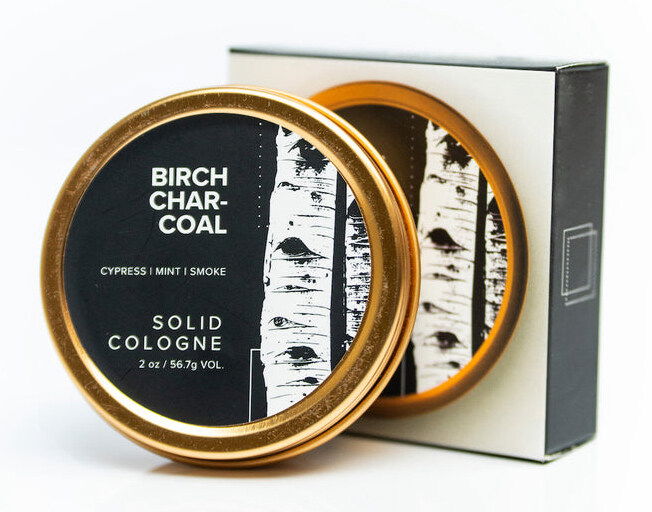 BIRCH
CHAR-
COAL
CYPRESS | MINT | SMOKE
SOLID
COLOGNE
2 oz / 56.7g VOL.